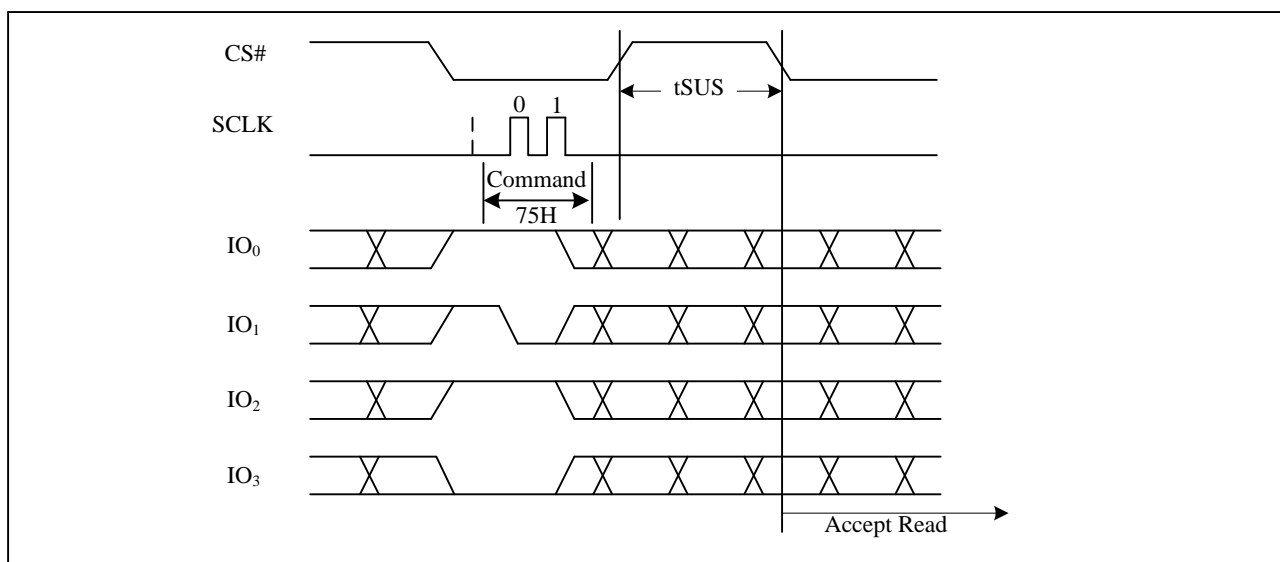 CS#
tSUS
0 1
SCLK
Command
75H
IO₀
IO₁
IO₂
IO₃
Accept Read